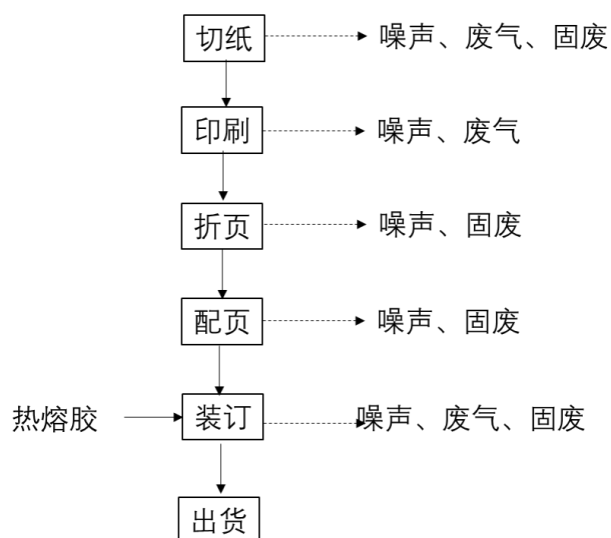 切纸 噪声、废气、固废
印刷 噪声、废气
折页 噪声、固废
配页 噪声、固废
热熔胶 装订 噪声、废气、固废
出货